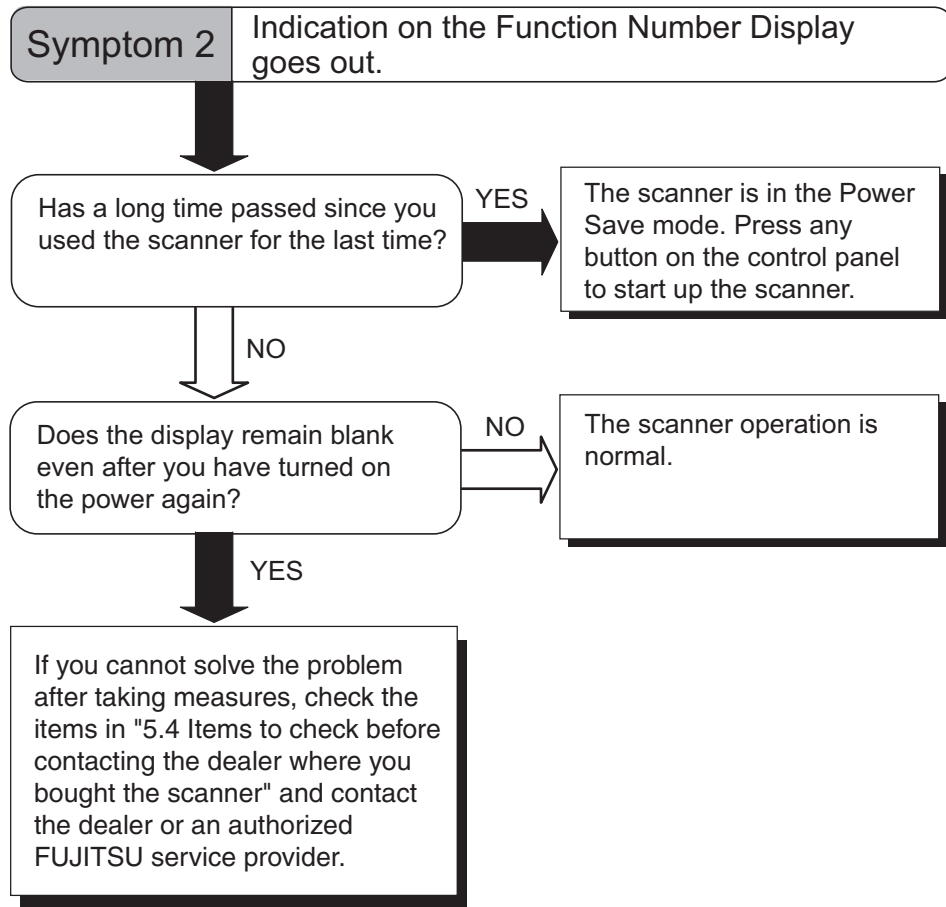 Symptom 2
Indication on the Function Number Display
goes out.
Has a long time passed since you
used the scanner for the last time?
YES
The scanner is in the Power
Save mode. Press any
button on the control panel
to start up the scanner.
NO
Does the display remain blank
even after you have turned on
the power again?
NO
The scanner operation is
normal.
YES
If you cannot solve the problem
after taking measures, check the
items in "5.4 Items to check before
contacting the dealer where you
bought the scanner" and contact
the dealer or an authorized
FUJITSU service provider.